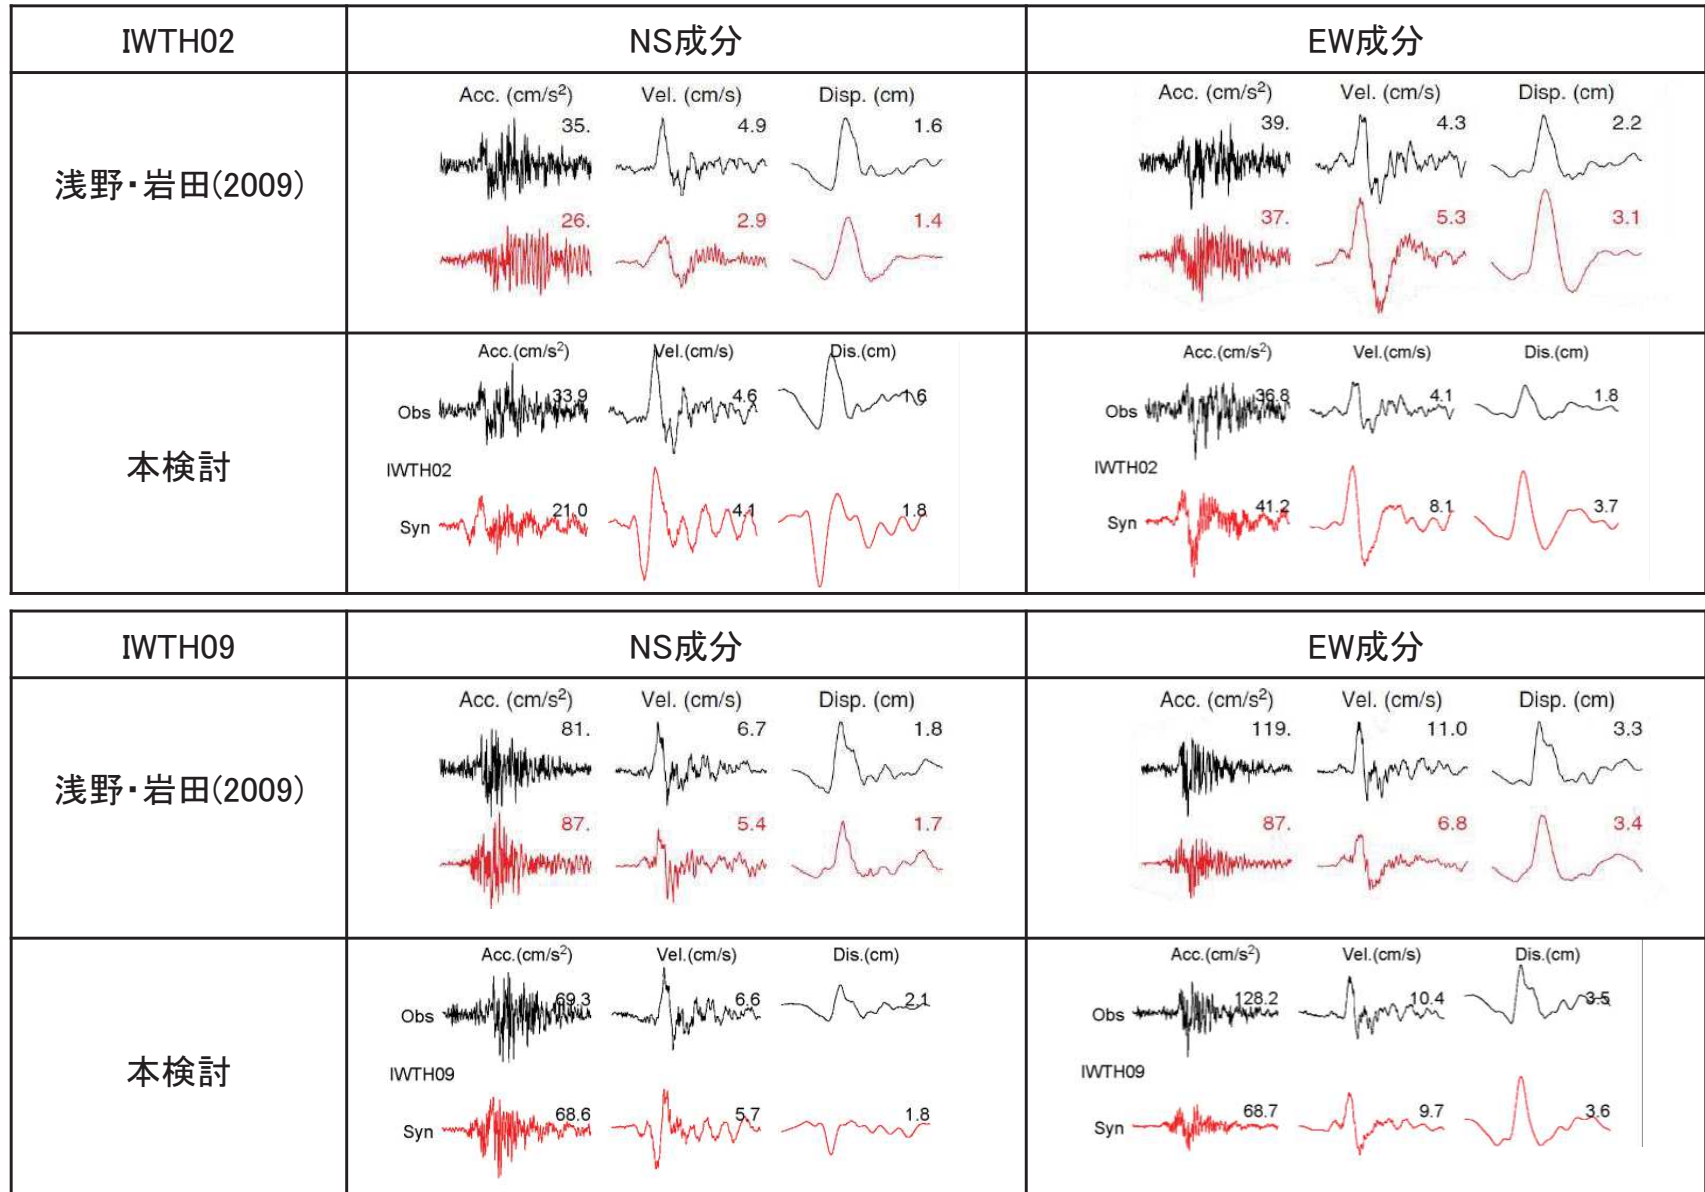 IWTH02 NS成分 EW成分
浅野・岩田(2009)
Acc. (cm/s²) Vel. (cm/s) Disp. (cm)
35. 4.9 1.6
26. 2.9 1.4
Acc. (cm/s²) Vel. (cm/s) Disp. (cm)
39. 4.3 2.2
37. 5.3 3.1
本検討
Acc.(cm/s²) Vel.(cm/s) Dis.(cm)
Obs 33.9 4.6 1.6
IWTH02
Syn 21.0 4.1 1.8
Acc.(cm/s²) Vel.(cm/s) Dis.(cm)
Obs 36.8 4.1 1.8
IWTH02
Syn 41.2 8.1 3.7
IWTH09 NS成分 EW成分
浅野・岩田(2009)
Acc. (cm/s²) Vel. (cm/s) Disp. (cm)
81. 6.7 1.8
87. 5.4 1.7
Acc. (cm/s²) Vel. (cm/s) Disp. (cm)
119. 11.0 3.3
87. 6.8 3.4
本検討
Acc.(cm/s²) Vel.(cm/s) Dis.(cm)
Obs 69.3 6.6 2.1
IWTH09
Syn 68.6 5.7 1.8
Acc.(cm/s²) Vel.(cm/s) Dis.(cm)
Obs 128.2 10.4 3.5
IWTH09
Syn 68.7 9.7 3.6